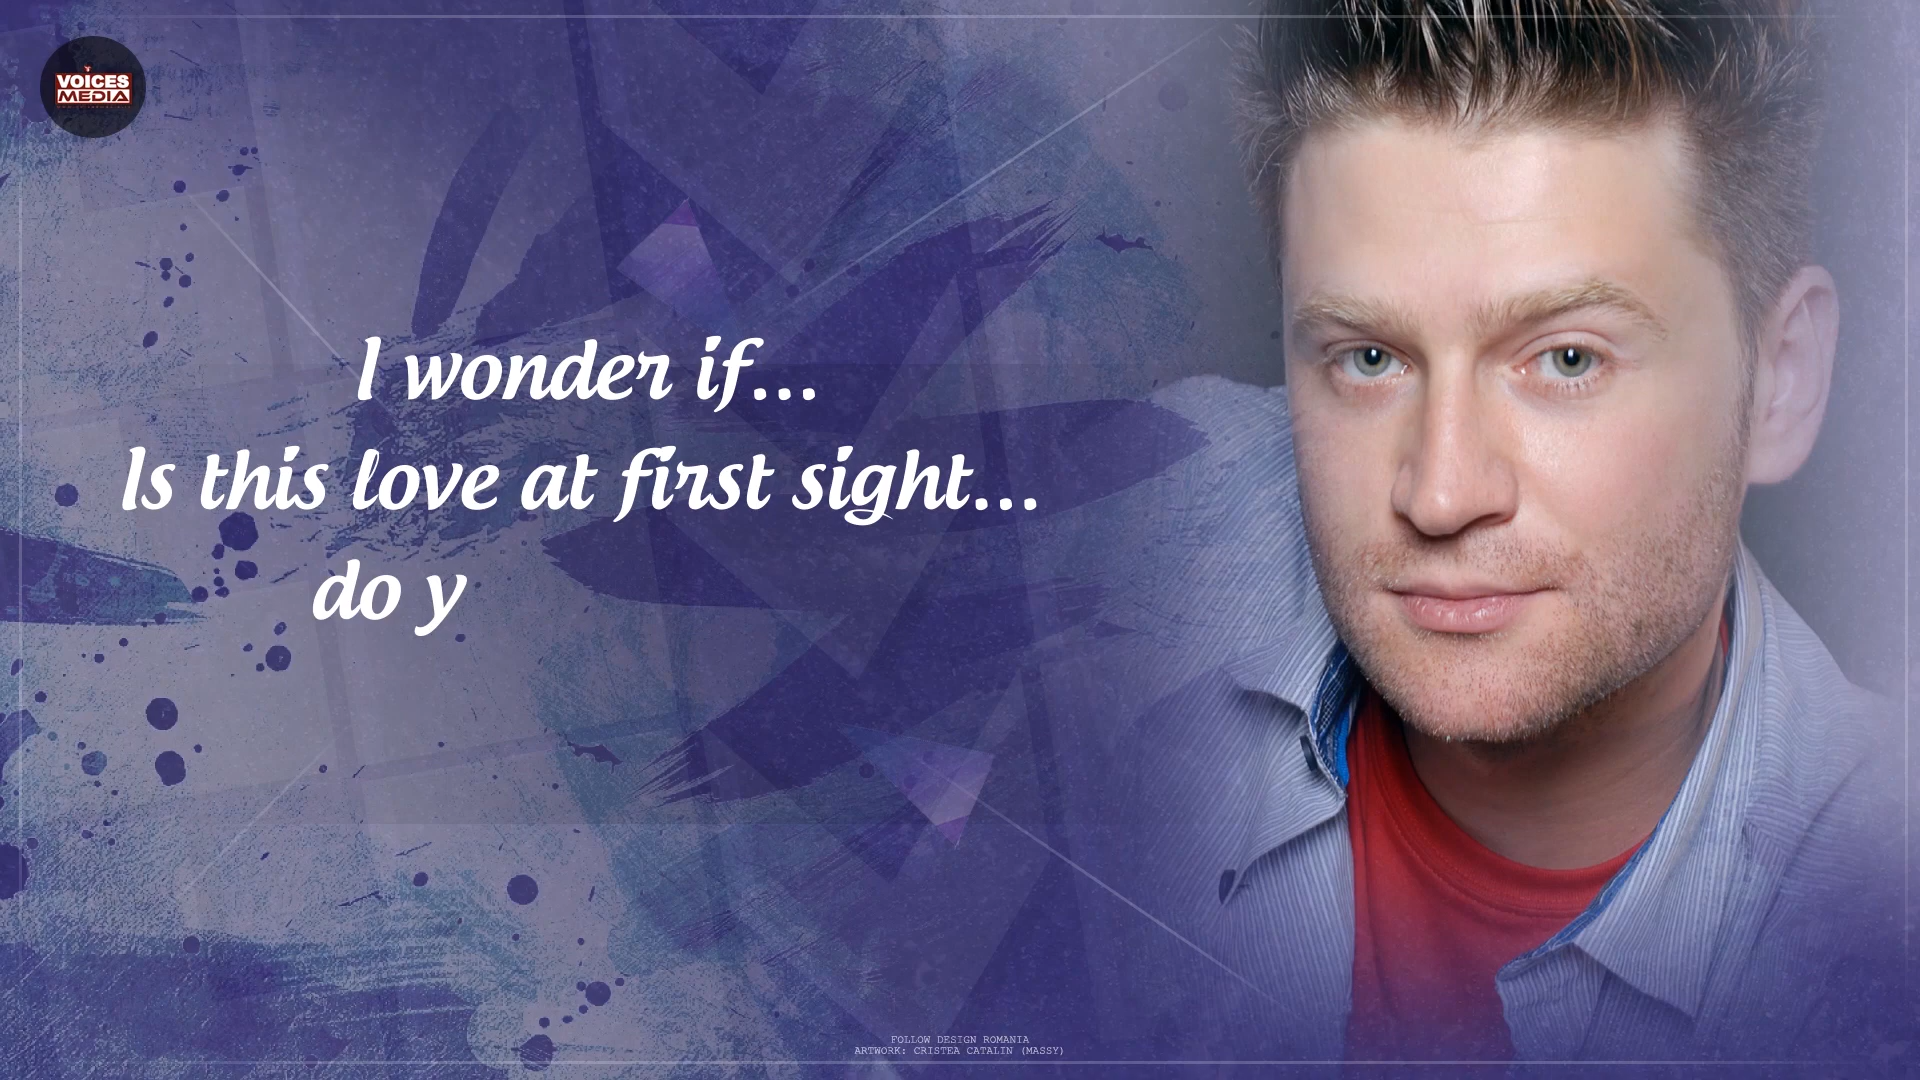 VOICES
MEDIA
I wonder if...
Is this love at first sight...
do y
FOLLOW DESIGN ROMANIA
ARTWORK: CRISTEA CATALIN (MASSY)